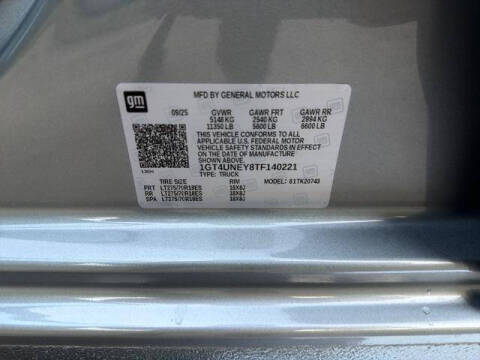 gm
MFD BY GENERAL MOTORS LLC
09/25 GVWR GAWR FRT GAWR RR
5148 KG 2540 KG 2994 KG
11350 LB 5600 LB 6600 LB
THIS VEHICLE CONFORMS TO ALL
APPLICABLE U.S. FEDERAL MOTOR
VEHICLE SAFETY STANDARDS IN EFFECT
ON THE DATE OF MANUFACTURE
1GT4UNEY8TF140221
TYPE: TRUCK MODEL: 81TK20743
TIRE SIZE RIM
FRT LT275/70R18ES 18X8J
RR LT275/70R18ES 18X8J
SPA LT275/70R18ES 18X8J